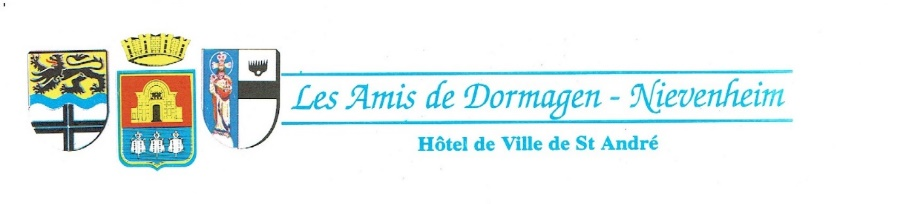 Les Amis de Dormagen - Nievenheim
Hôtel de Ville de St André